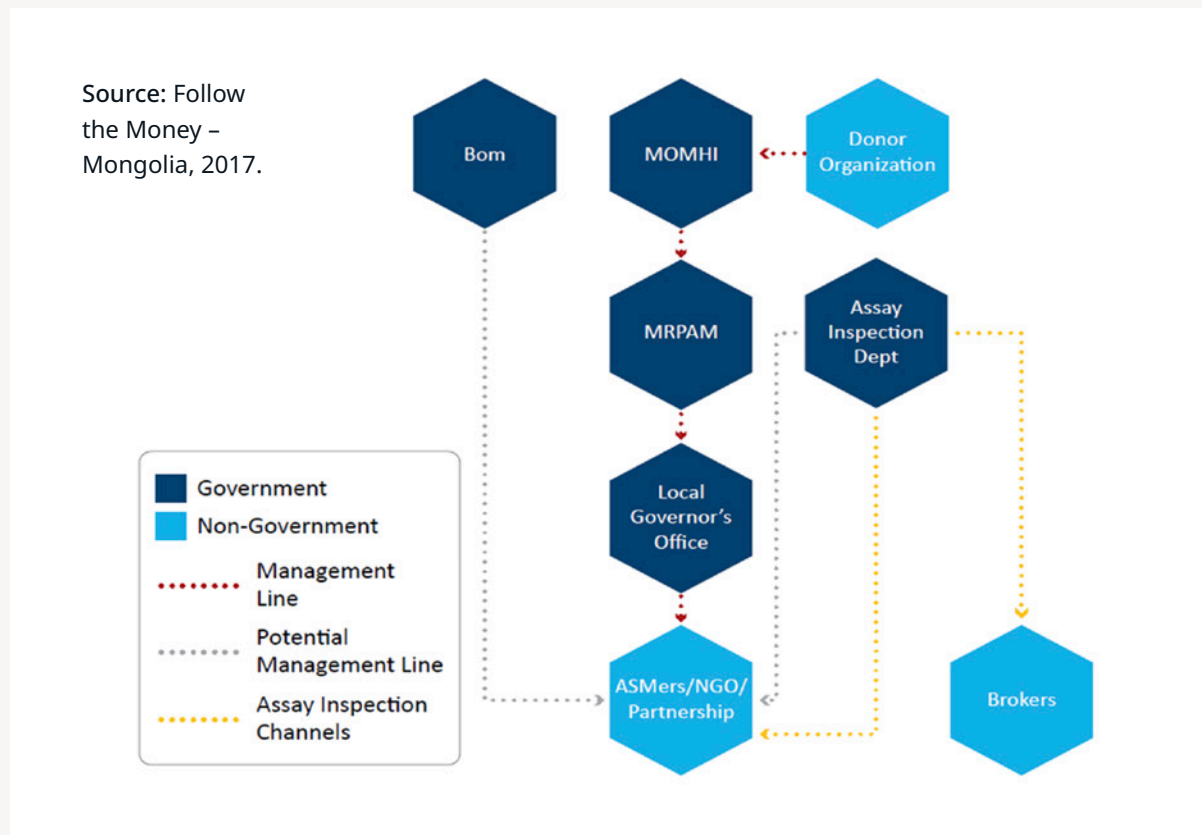 Source: Follow
the Money –
Mongolia, 2017.
Bom
MOMHI
Donor
Organization
MRPAM
Assay
Inspection
Dept
Local
Governor's
Office
ASMers/NGO/
Partnership
Brokers
Government
Non-Government
Management
Line
Potential
Management Line
Assay Inspection
Channels